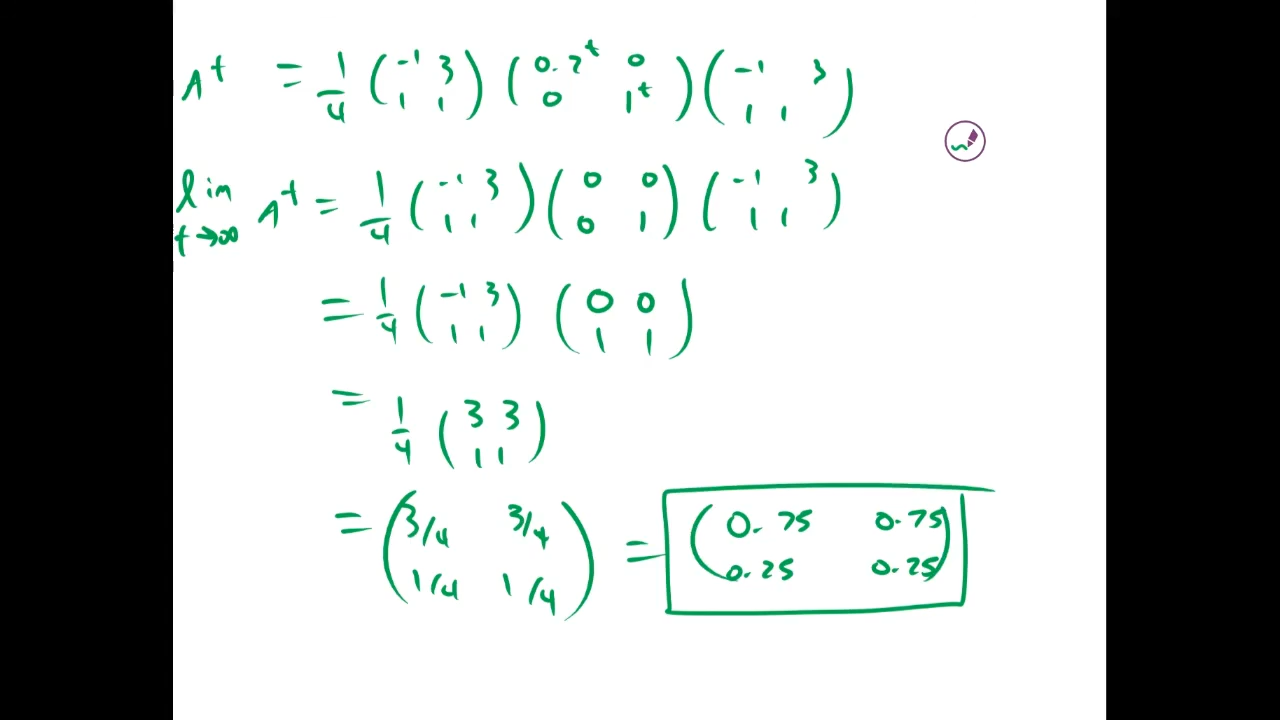 A^t = 1/4 (-1 3; 1 1) (0.2^t 0; 0 1^t) (-1 3; 1 1)
lim t→∞ A^t = 1/4 (-1 3; 1 1) (0 0; 0 1) (-1 3; 1 1)
= 1/4 (-1 3; 1 1) (0 0; 1 1)
= 1/4 (3 3; 1 1)
= (3/4 3/4; 1/4 1/4) = (0.75 0.75; 0.25 0.25)